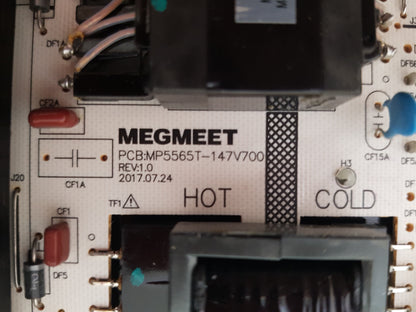 DF1A
CF2A
MEGMEET
PCB:MP5565T-147V700
REV:1.0
2017.07.24
CF1A
H3
CF15A
J20
HOT
COLD
TF1
CF1
DF5